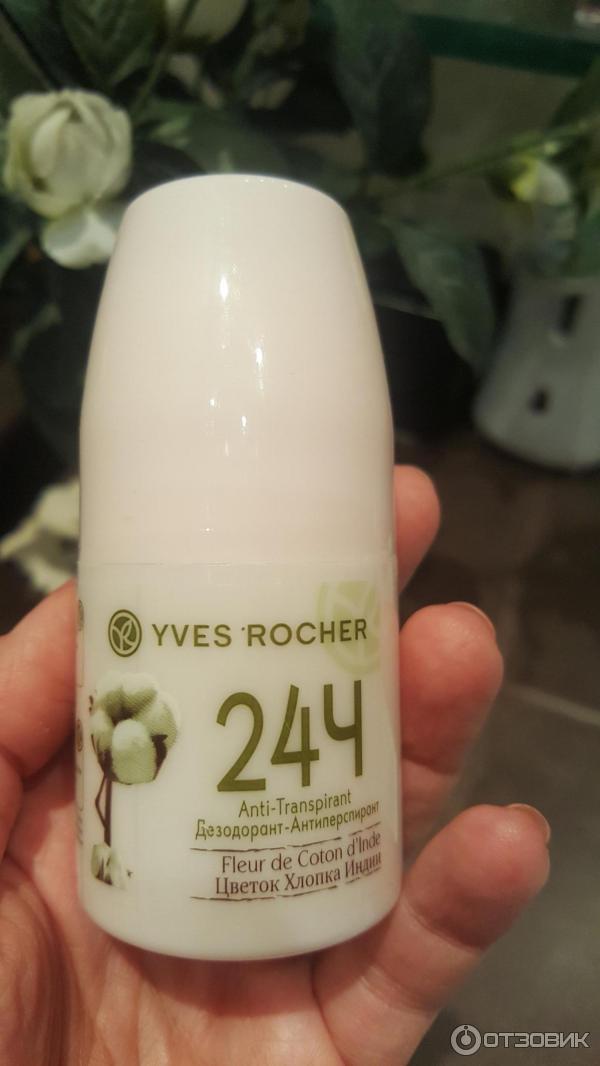 YVES ROCHER
24Ч
Anti-Transpirant
Дезодорант-Антиперспирант
Fleur de Coton d'Inde
Цветок Хлопка Индии
ОТЗОВИК